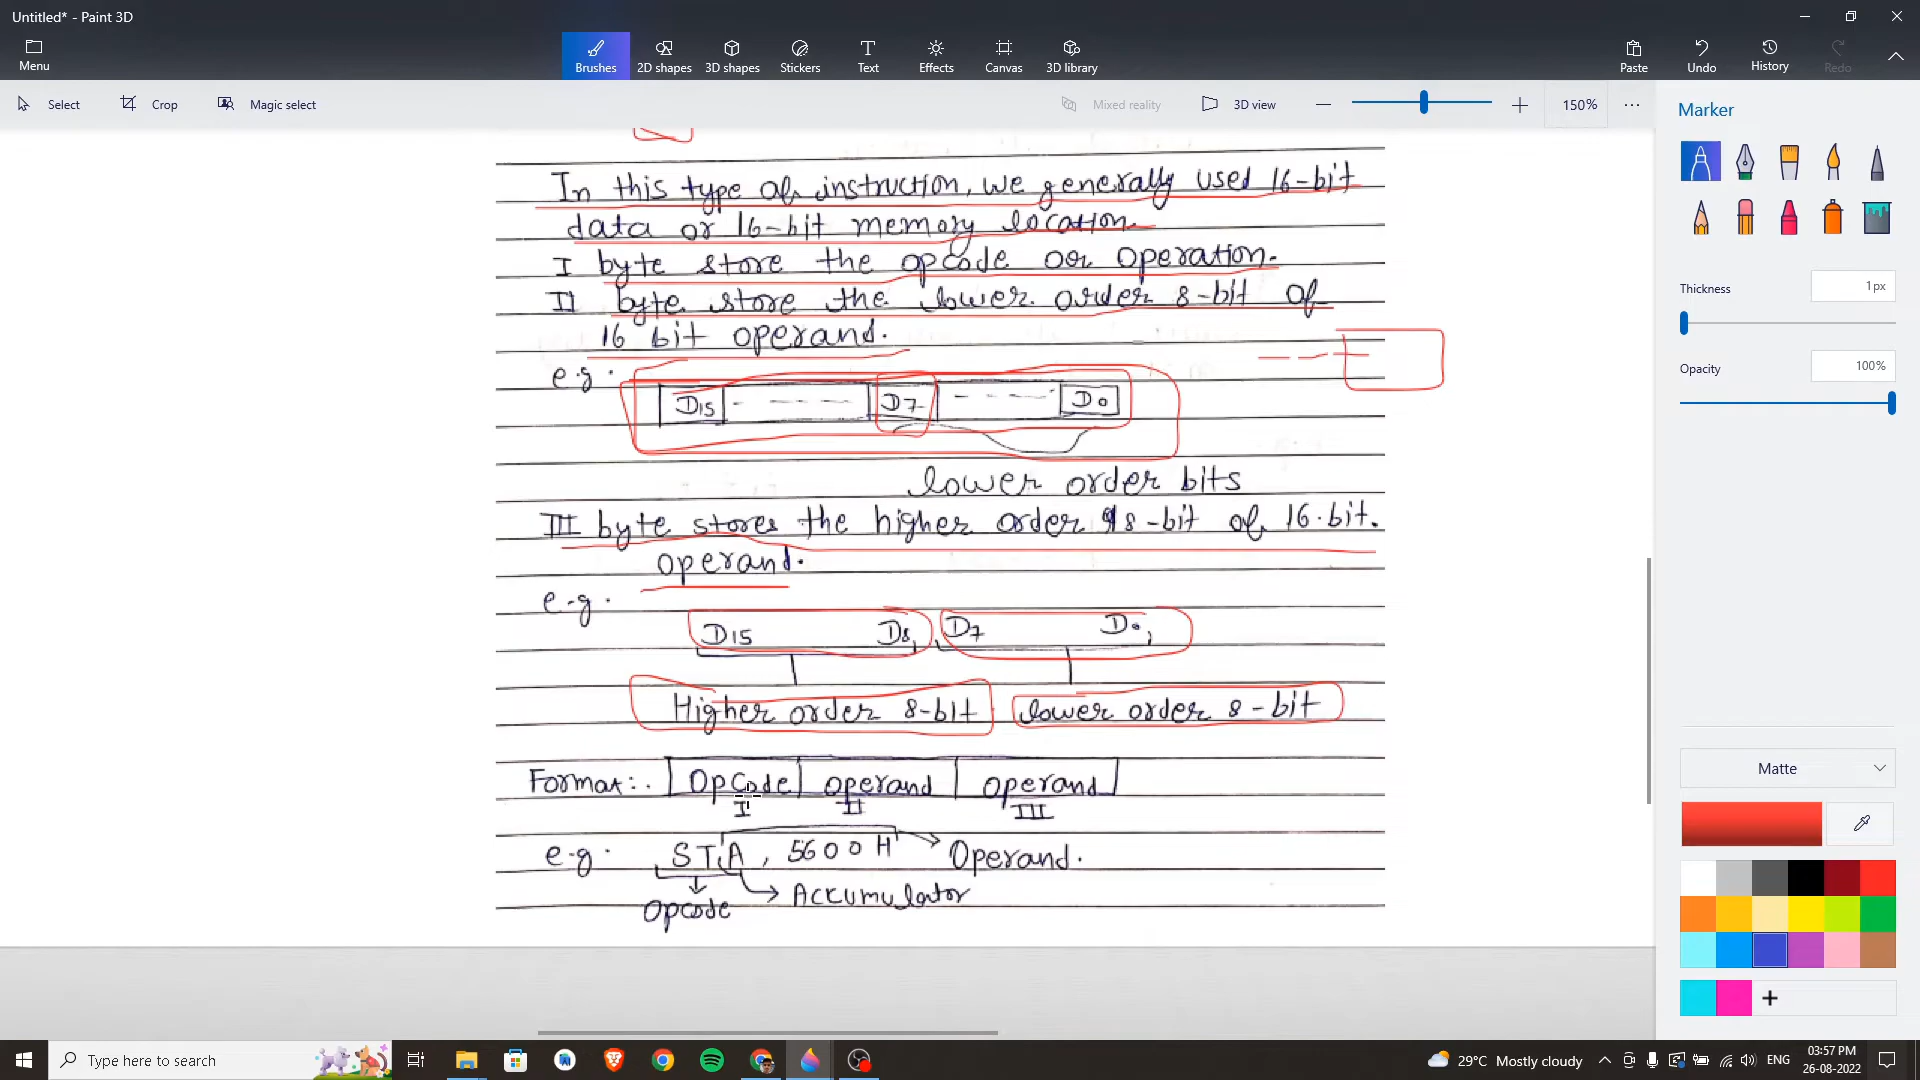 Untitled* - Paint 3D
Menu
Brushes
2D shapes
3D shapes
Stickers
Text
Effects
Canvas
3D library
Paste
Undo
History
Redo
Select
Crop
Magic select
Mixed reality
3D view
150%
Marker
Thickness
1px
Opacity
100%
Matte
In this type of instruction, we generally used 16-bit
data or 16-bit memory location.
I byte store the opcode or operation.
II byte store the lower order 8-bit of
16 bit operand.
e.g.
D15 ----- D7 ----- D0
lower order bits
III byte stores the higher order 8-bit of 16.bit.
operand.
e.g.
D15 D8, D7 D0,
Higher order 8-bit lower order 8-bit
Format:. Opcode operand operand
I II III
e.g. STA, 5600H Operand.
Opcode Accumulator
Type here to search
29°C Mostly cloudy
ENG
03:57 PM
26-08-2022